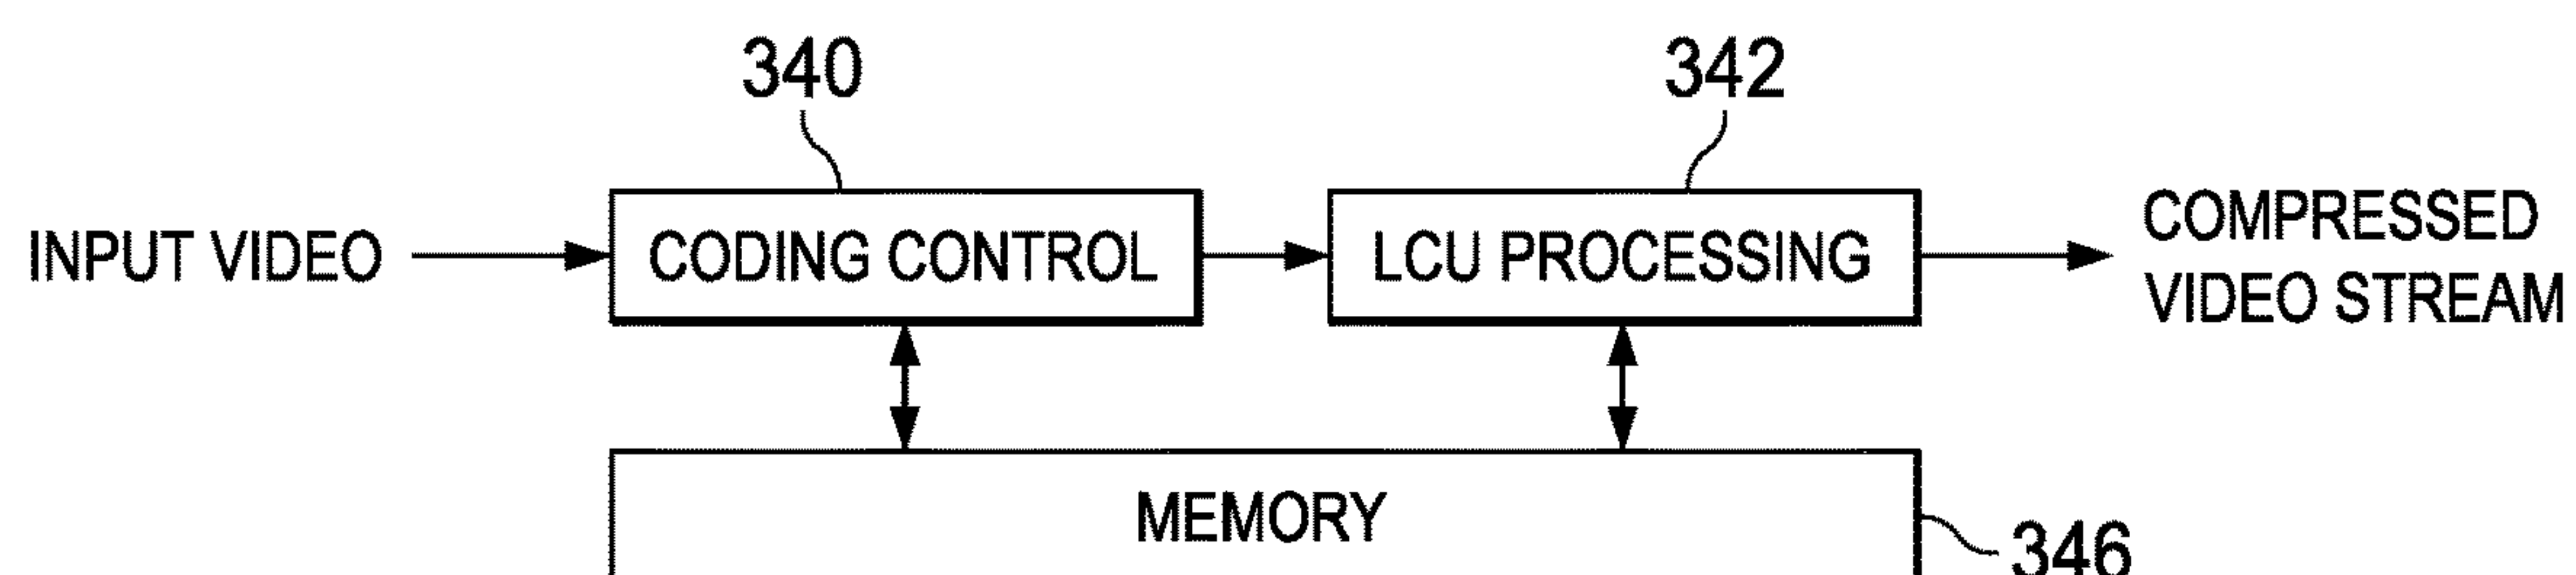 340
342
INPUT VIDEO
CODING CONTROL
LCU PROCESSING
COMPRESSED
VIDEO STREAM
MEMORY
346